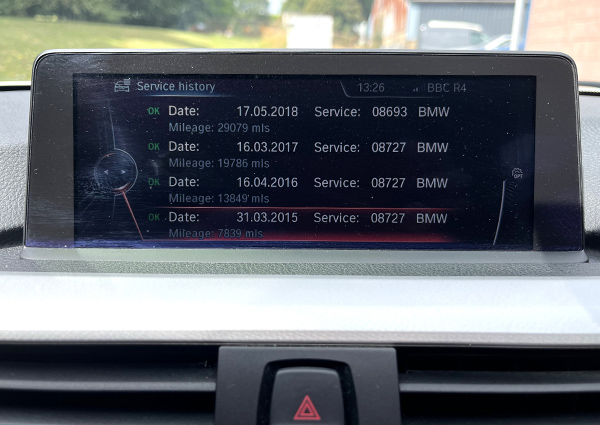 Service history 13:26 BBC R4
OK Date: 17.05.2018 Service: 08693 BMW
Mileage: 29079 mls
OK Date: 16.03.2017 Service: 08727 BMW
Mileage: 19786 mls
OK Date: 16.04.2016 Service: 08727 BMW
Mileage: 13849 mls
OPT
OK Date: 31.03.2015 Service: 08727 BMW
Mileage: 7839 mls